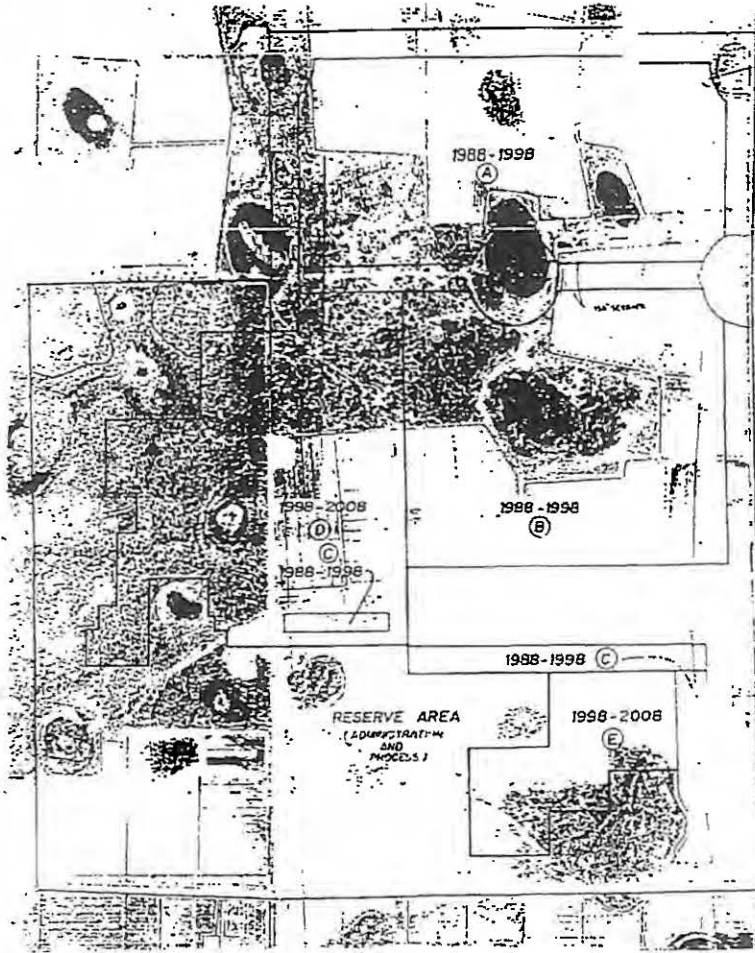 1988-1998
A
1998-2008
D
C
1988-1998
1988-1998
B
1988-1998 C
RESERVE AREA
(ADMINISTRATION
AND
PROCESS)
1998-2008
E